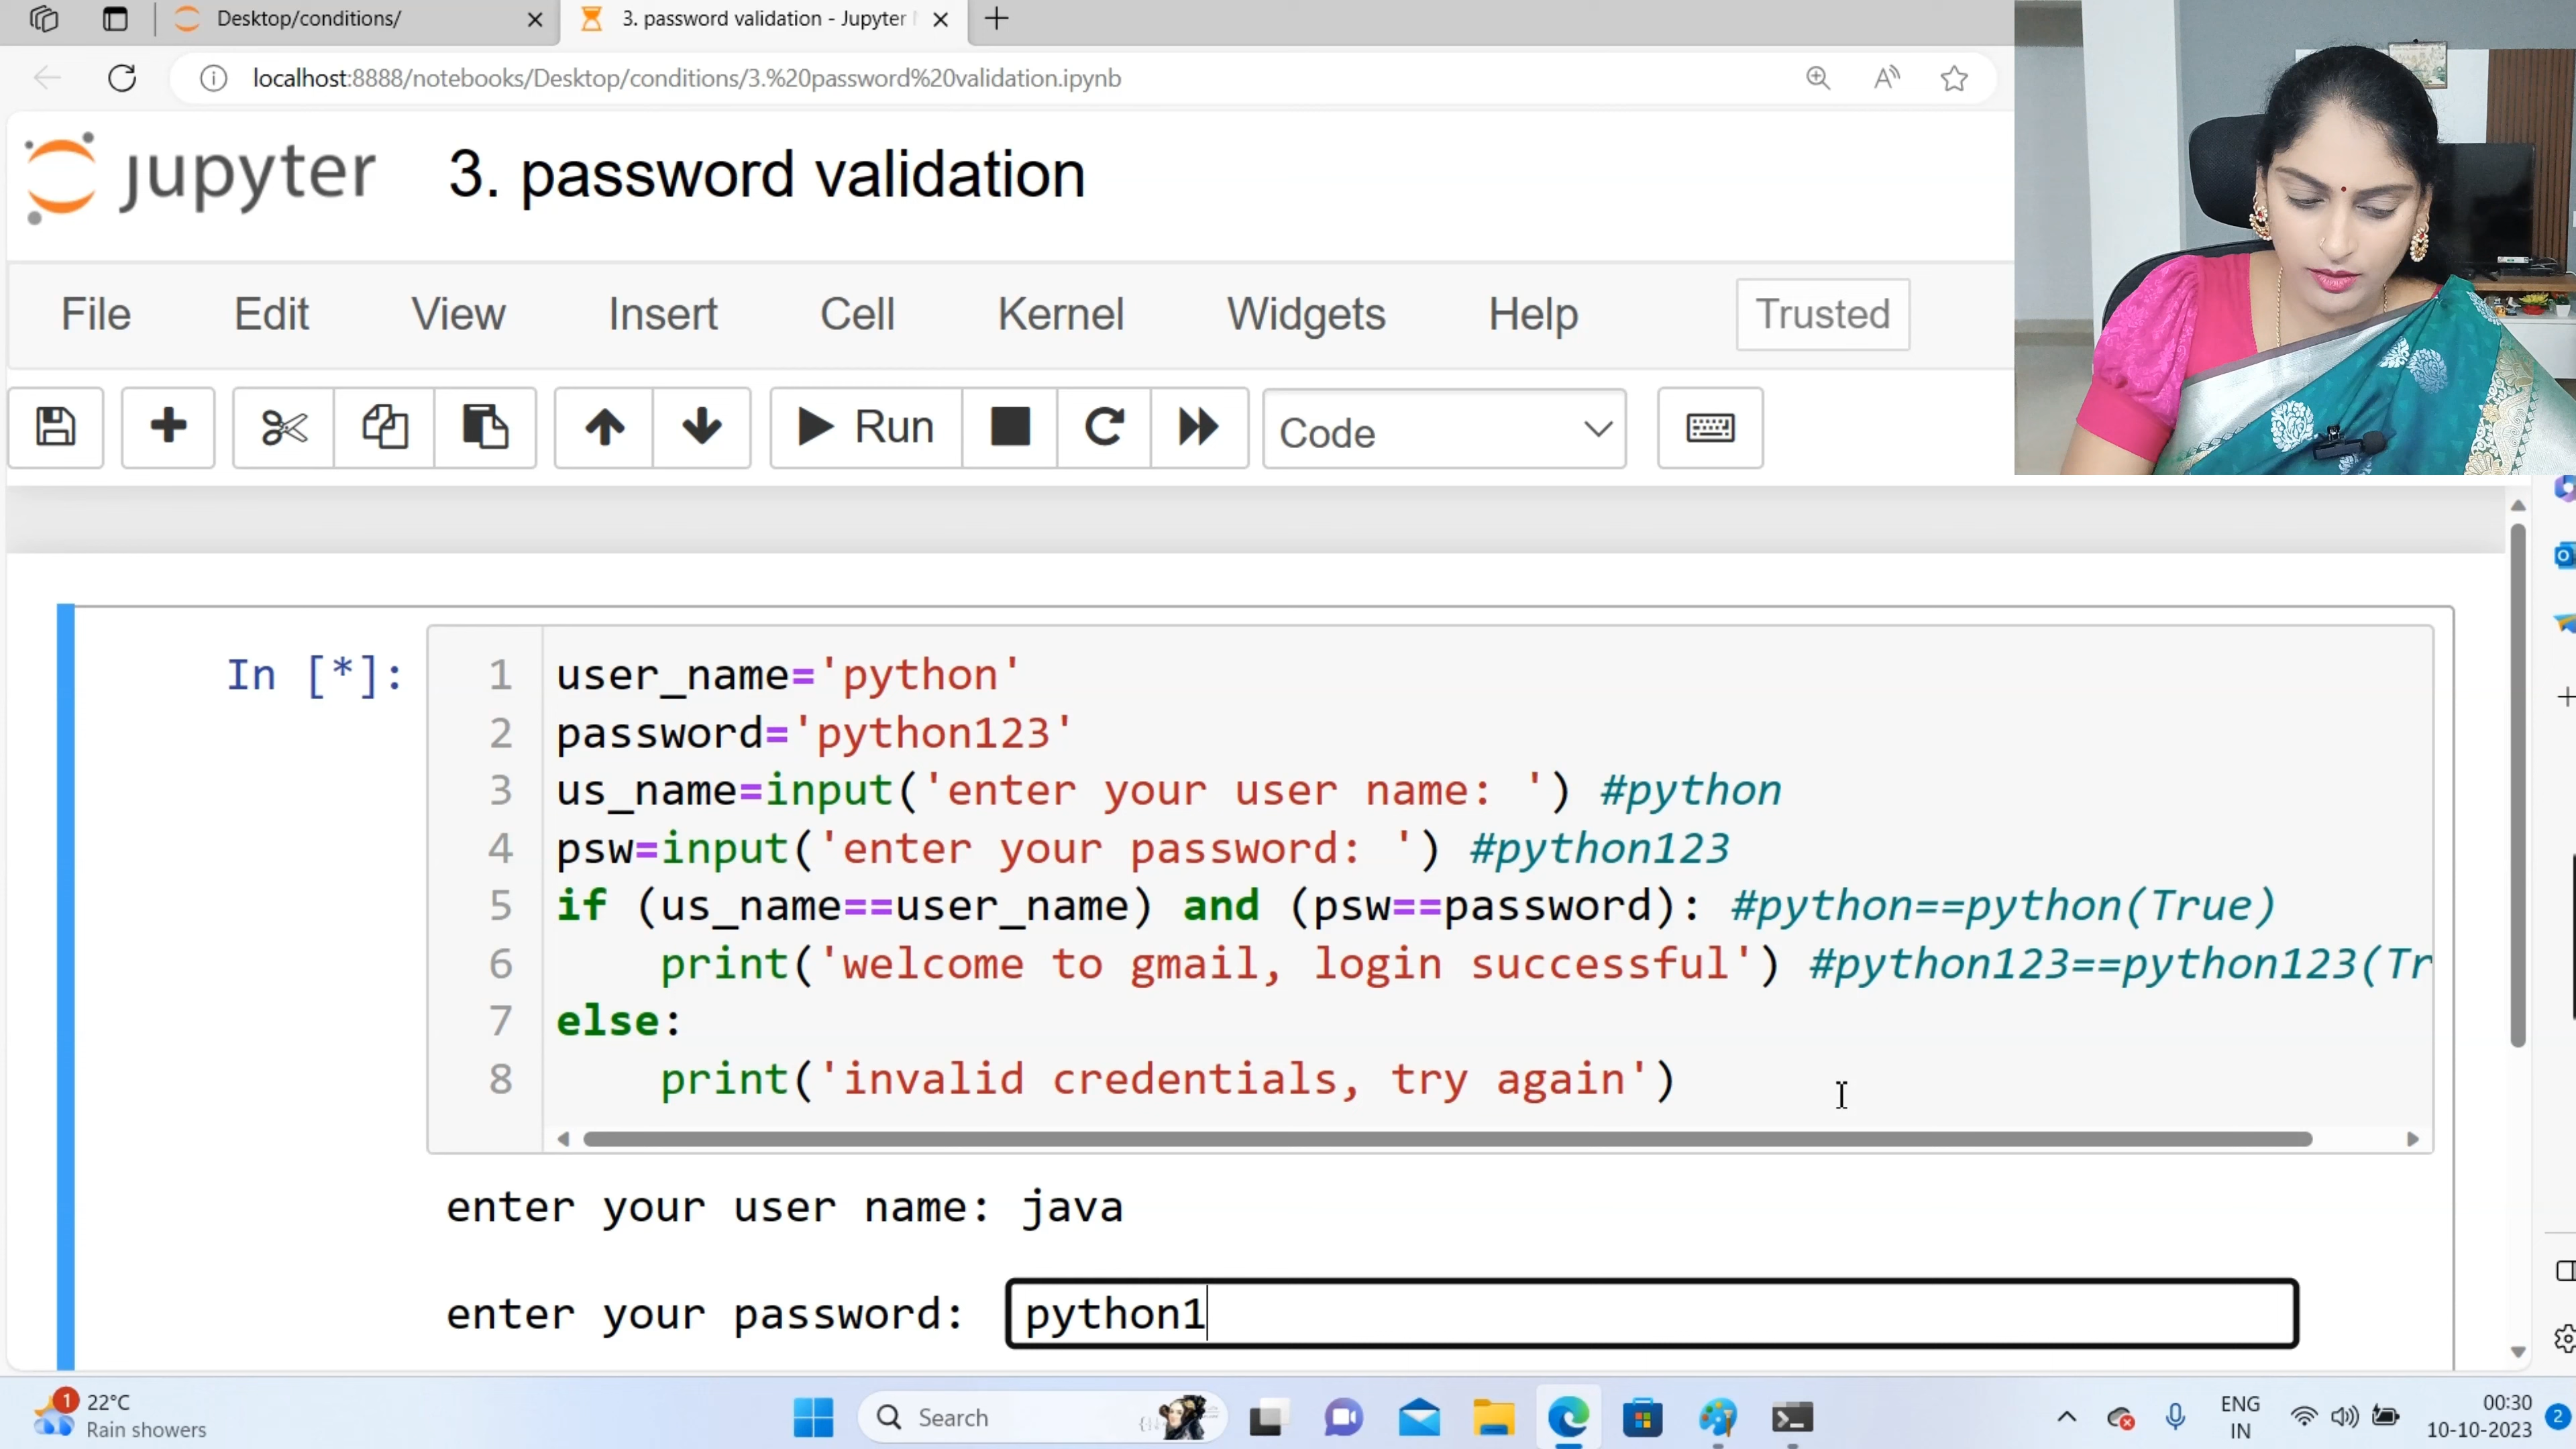 Desktop/conditions/
3. password validation - Jupyter
localhost:8888/notebooks/Desktop/conditions/3.%20password%20validation.ipynb
jupyter 3. password validation
File Edit View Insert Cell Kernel Widgets Help Trusted
Run Code
In [*]:
1 user_name='python'
2 password='python123'
3 us_name=input('enter your user name: ') #python
4 psw=input('enter your password: ') #python123
5 if (us_name==user_name) and (psw==password): #python==python(True)
6 print('welcome to gmail, login successful') #python123==python123(Tr
7 else:
8 print('invalid credentials, try again')
enter your user name: java
enter your password: python1
1
22°C
Rain showers
Search
ENG
IN
00:30
10-10-2023
2